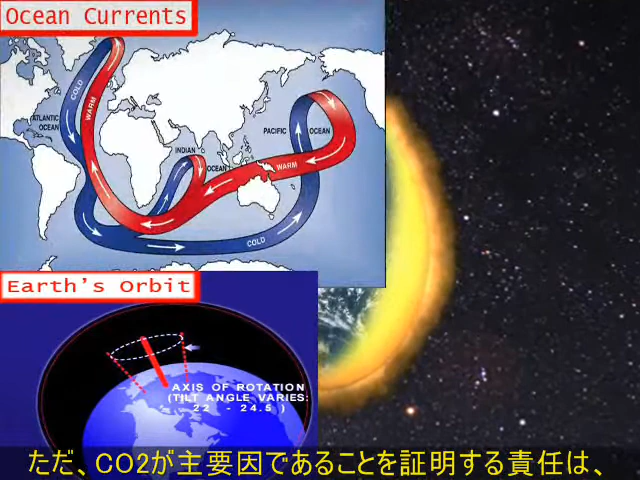 Ocean Currents
COLD
WARM
ATLANTIC
OCEAN
PACIFIC
OCEAN
INDIAN
OCEAN
WARM
COLD
Earth's Orbit
AXIS OF ROTATION
(TILT ANGLE VARIES:
22 - 24.5 )
ただ、CO2が主要因であることを証明する責任は、